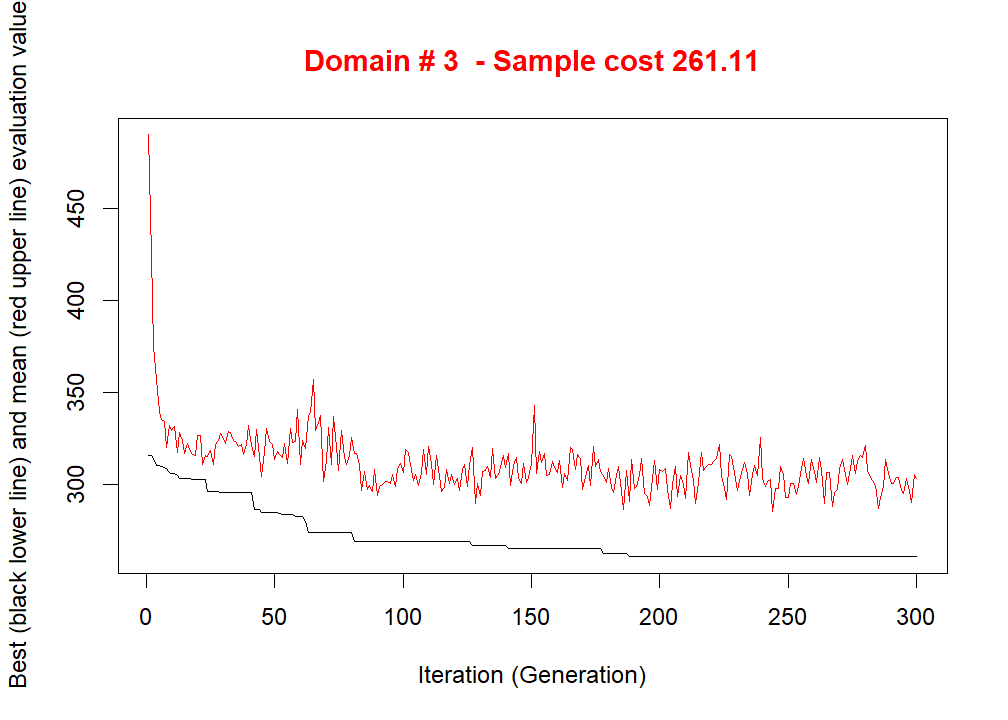 Domain # 3  - Sample cost 261.11
Best (black lower line) and mean (red upper line) evaluation value
450
400
350
300
0 50 100 150 200 250 300
Iteration (Generation)